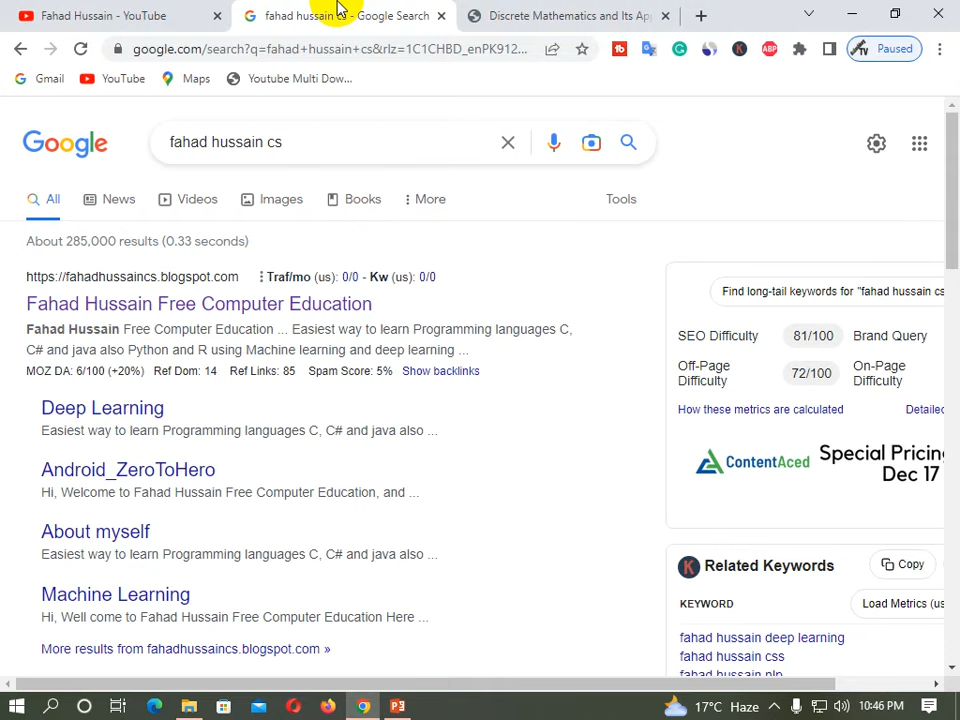 Fahad Hussain - YouTube
fahad hussain cs - Google Search
Discrete Mathematics and Its App
google.com/search?q=fahad+hussain+cs&rlz=1C1CHBD_enPK912...
Paused
Gmail
YouTube
Maps
Youtube Multi Dow...
Google
fahad hussain cs
All
News
Videos
Images
Books
More
Tools
About 285,000 results (0.33 seconds)
https://fahadhussaincs.blogspot.com Traf/mo (us): 0/0 - Kw (us): 0/0
Fahad Hussain Free Computer Education
Fahad Hussain Free Computer Education ... Easiest way to learn Programming languages C,
C# and java also Python and R using Machine learning and deep learning ...
MOZ DA: 6/100 (+20%) Ref Dom: 14 Ref Links: 85 Spam Score: 5% Show backlinks
Deep Learning
Easiest way to learn Programming languages C, C# and java also ...
Android_ZeroToHero
Hi, Welcome to Fahad Hussain Free Computer Education, and ...
About myself
Easiest way to learn Programming languages C, C# and java also ...
Machine Learning
Hi, Well come to Fahad Hussain Free Computer Education Here ...
More results from fahadhussaincs.blogspot.com »
Find long-tail keywords for "fahad hussain cs
SEO Difficulty 81/100 Brand Query
Off-Page Difficulty 72/100 On-Page Difficulty
How these metrics are calculated Detailed
ContentAced
Special Pricing
Dec 17
K Related Keywords Copy
KEYWORD Load Metrics (us
fahad hussain deep learning
fahad hussain css
fahad hussain nlp
17°C Haze 10:46 PM